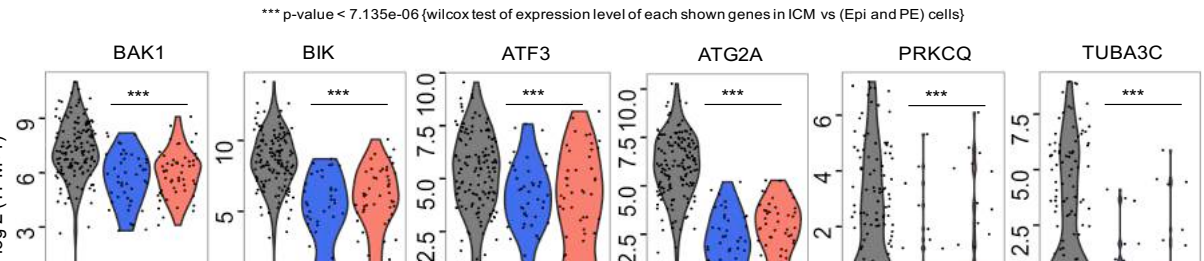 *** p-value < 7.135e-06 {wilcox test of expression level of each shown genes in ICM vs (Epi and PE) cells}
BAK1 BIK ATF3 ATG2A PRKCQ TUBA3C
*** *** *** *** *** ***
9 6 3
10 5
10.0 7.5 5.0 2.5
10.0 7.5 5.0 2.5
6 4 2
7.5 5.0 2.5